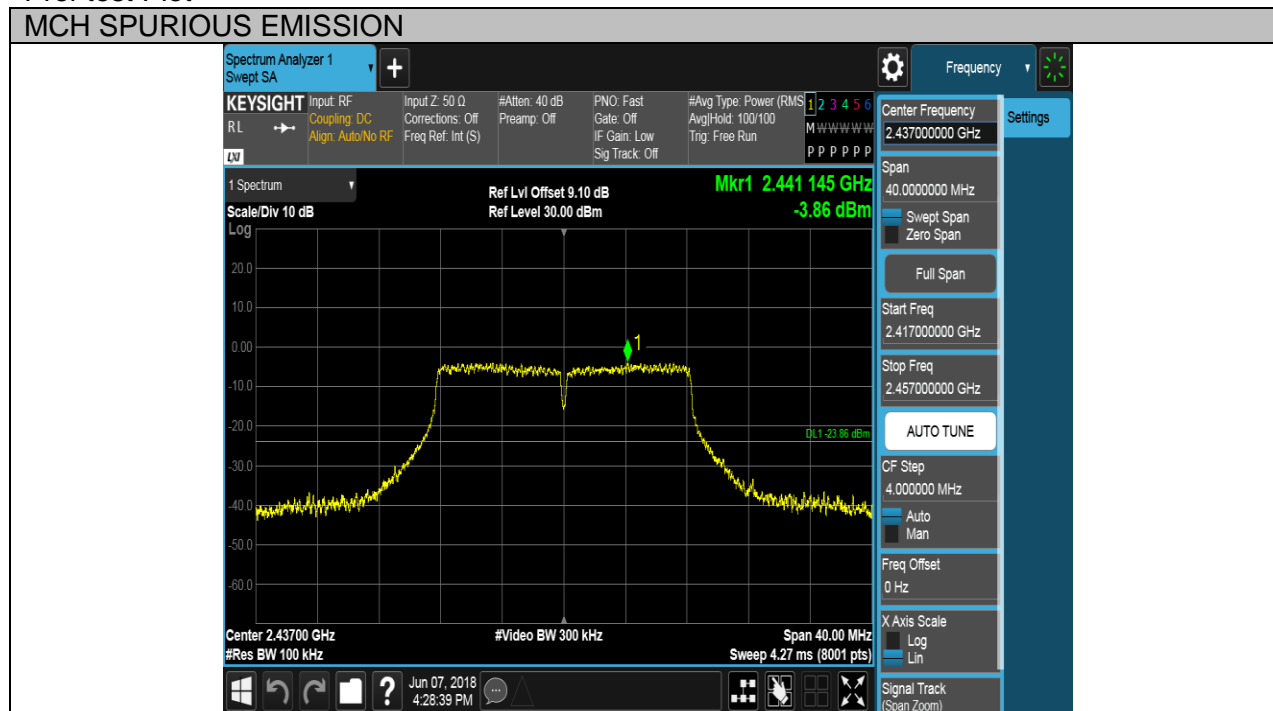 MCH SPURIOUS EMISSION
Spectrum Analyzer 1
Swept SA
Frequency
KEYSIGHT
RL
LXI
Input: RF
Coupling: DC
Align: Auto/No RF
Input Z: 50 Ω
Corrections: Off
Freq Ref: Int (S)
#Atten: 40 dB
Preamp: Off
PNO: Fast
Gate: Off
IF Gain: Low
Sig Track: Off
#Avg Type: Power (RMS
Avg|Hold: 100/100
Trig: Free Run
1 2 3 4 5 6
M W W W W W
P P P P P P
Center Frequency
2.437000000 GHz
Settings
Span
40.0000000 MHz
Swept Span
Zero Span
Full Span
Start Freq
2.417000000 GHz
Stop Freq
2.457000000 GHz
AUTO TUNE
CF Step
4.000000 MHz
Auto
Man
Freq Offset
0 Hz
X Axis Scale
Log
Lin
Signal Track
(Span Zoom)
1 Spectrum
Ref Lvl Offset 9.10 dB
Mkr1 2.441 145 GHz
Scale/Div 10 dB
Ref Level 30.00 dBm
-3.86 dBm
Log
20.0
10.0
0.00
1
-10.0
-20.0
DL1 -23.86 dBm
-30.0
-40.0
-50.0
-60.0
Center 2.43700 GHz
#Video BW 300 kHz
Span 40.00 MHz
#Res BW 100 kHz
Sweep 4.27 ms (8001 pts)
?
Jun 07, 2018
4:28:39 PM